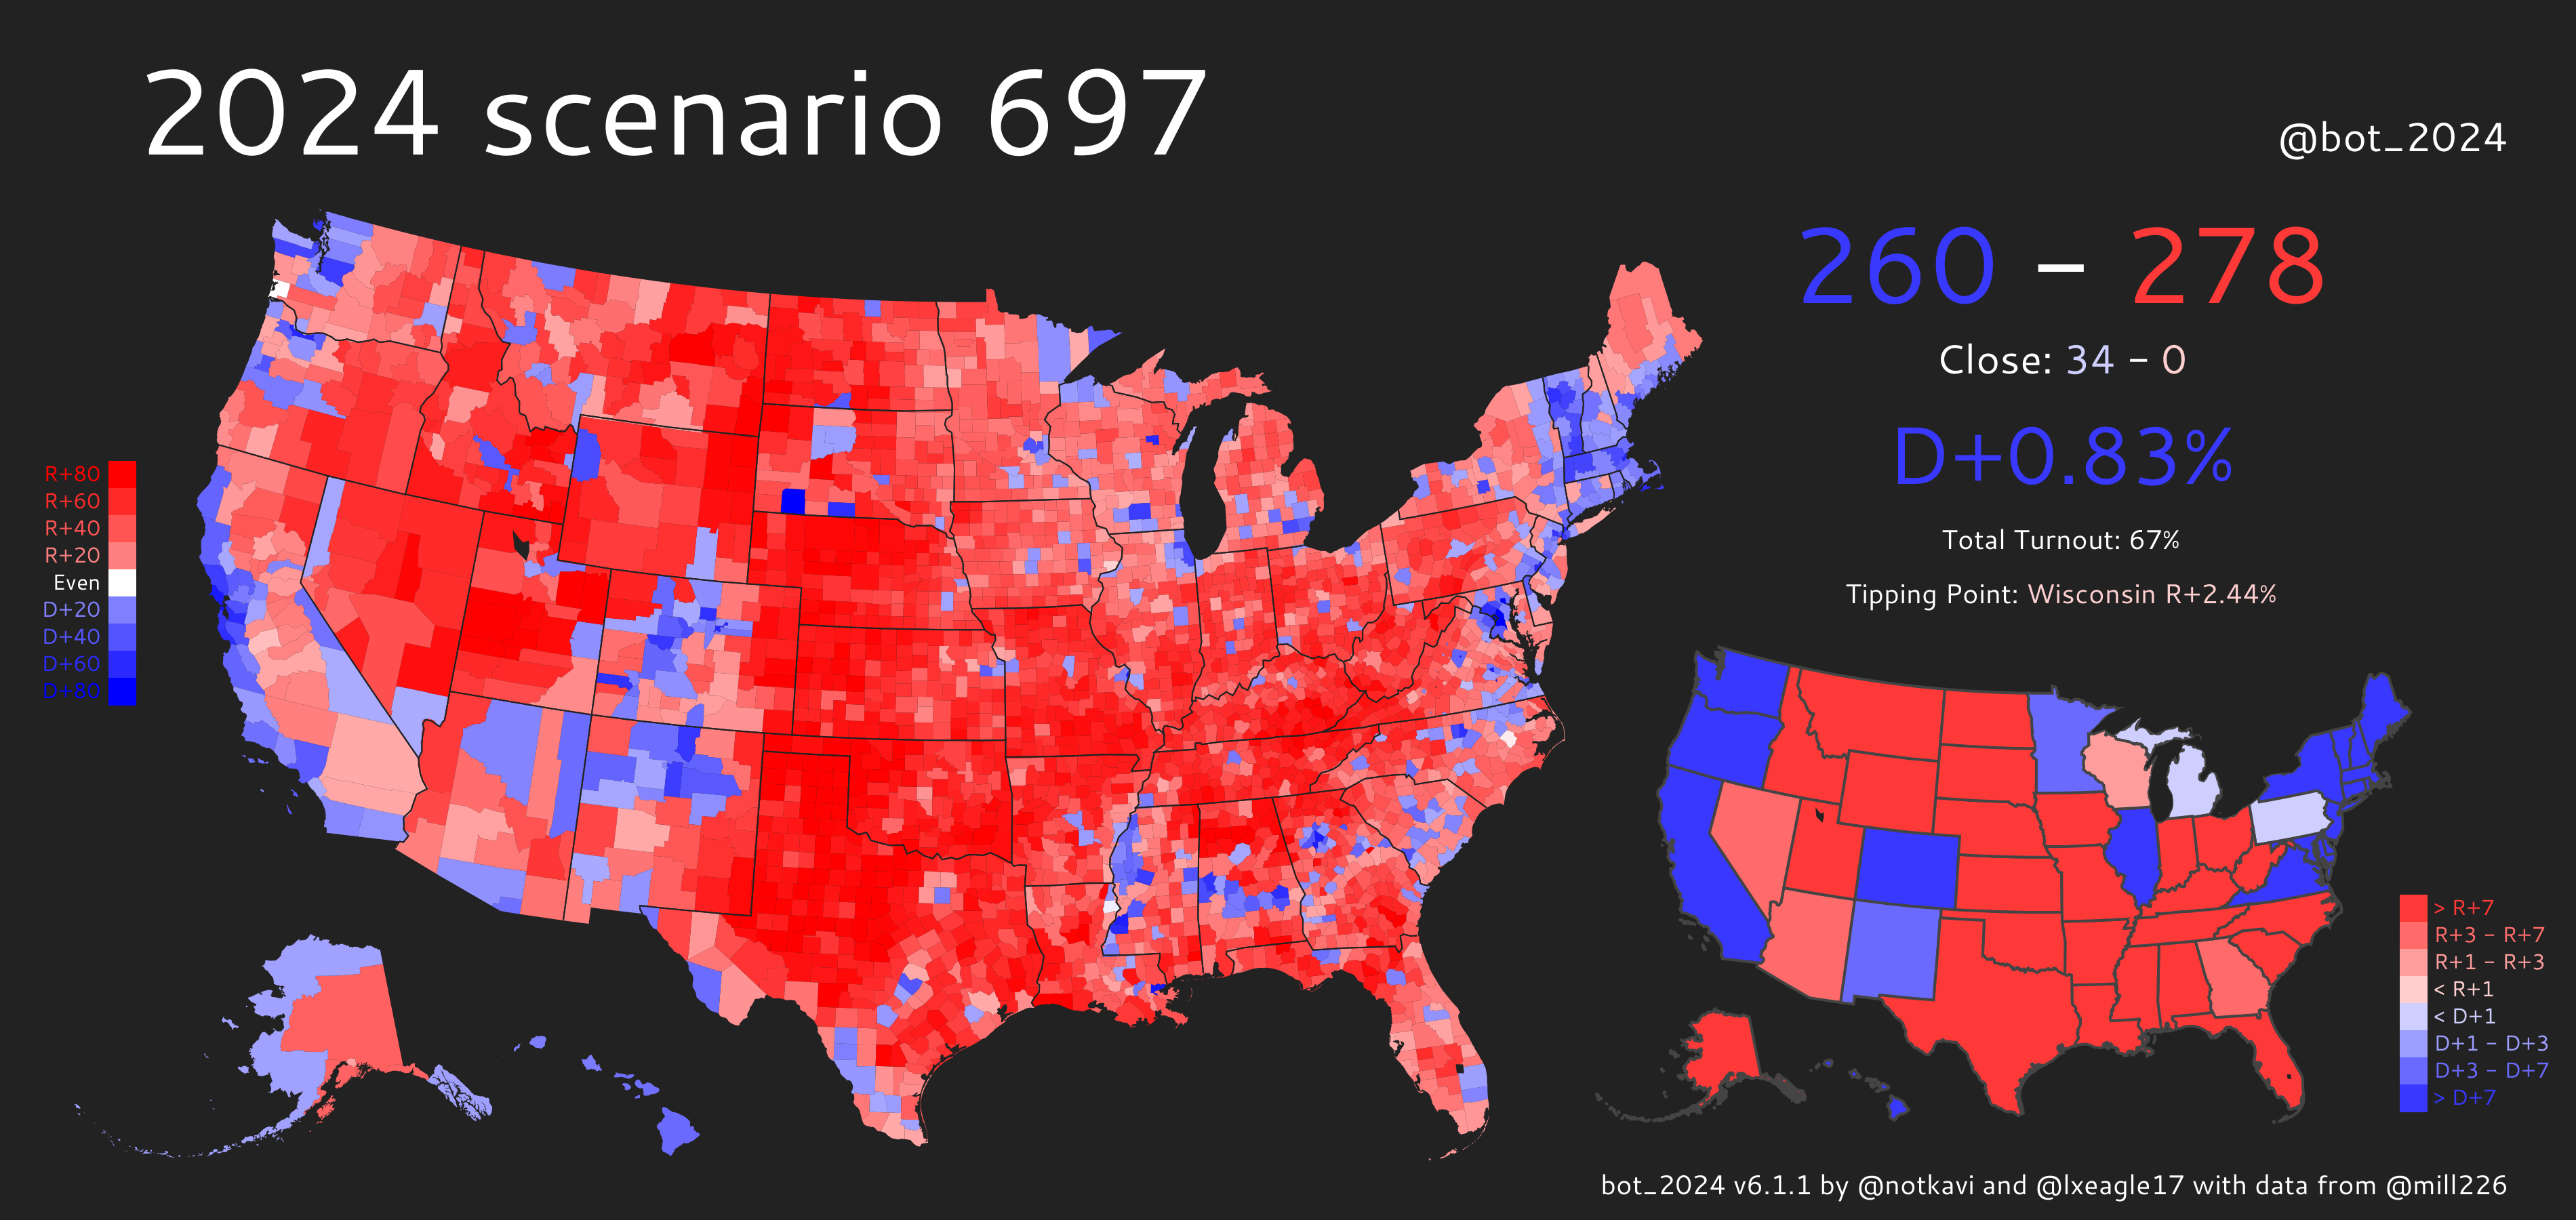 2024 scenario 697
@bot_2024
260 – 278
Close: 34 - 0
D+0.83%
Total Turnout: 67%
Tipping Point: Wisconsin R+2.44%
R+80
R+60
R+40
R+20
Even
D+20
D+40
D+60
D+80
> R+7
R+3 - R+7
R+1 - R+3
< R+1
< D+1
D+1 - D+3
D+3 - D+7
> D+7
bot_2024 v6.1.1 by @notkavi and @lxeagle17 with data from @mill226